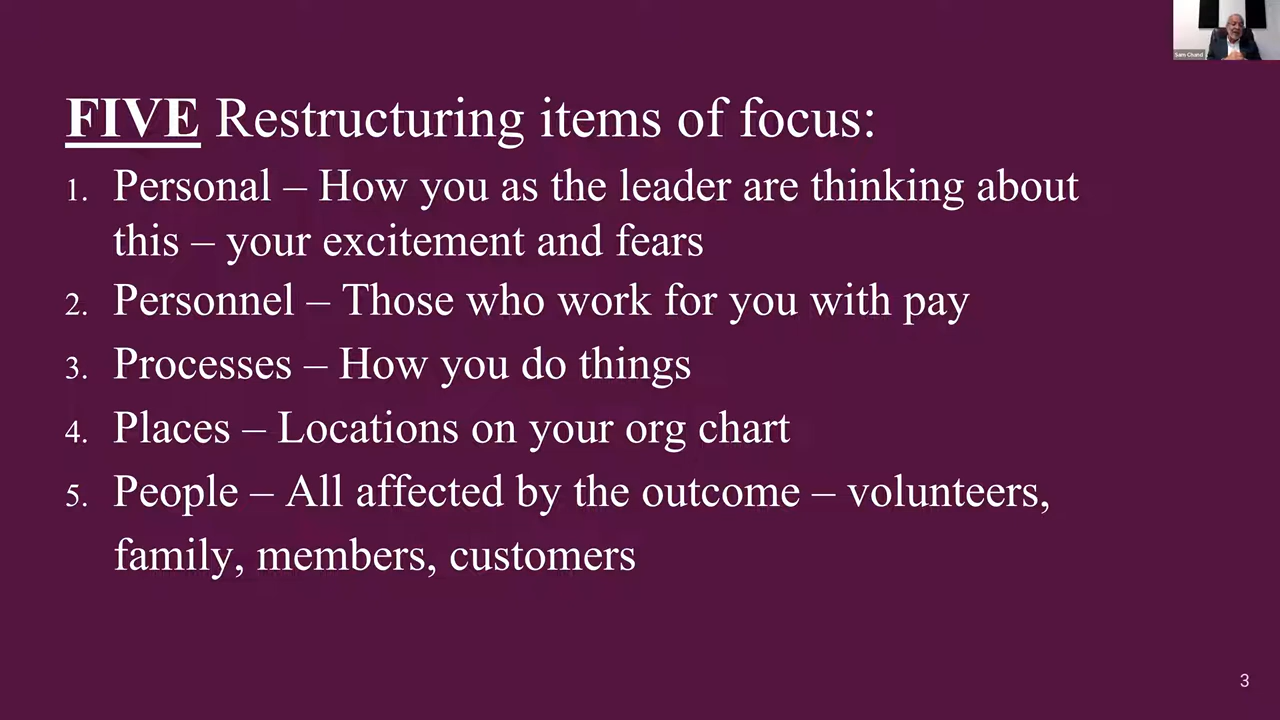 Sam Chand
FIVE Restructuring items of focus:
1. Personal – How you as the leader are thinking about
this – your excitement and fears
2. Personnel – Those who work for you with pay
3. Processes – How you do things
4. Places – Locations on your org chart
5. People – All affected by the outcome – volunteers,
family, members, customers
3